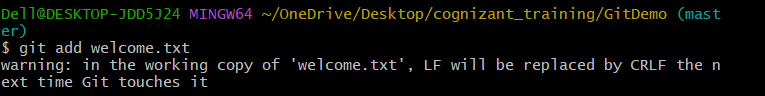 Dell@DESKTOP-JDD5J24 MINGW64 ~/OneDrive/Desktop/cognizant_training/GitDemo (mast
er)
$ git add welcome.txt
warning: in the working copy of 'welcome.txt', LF will be replaced by CRLF the n
ext time Git touches it